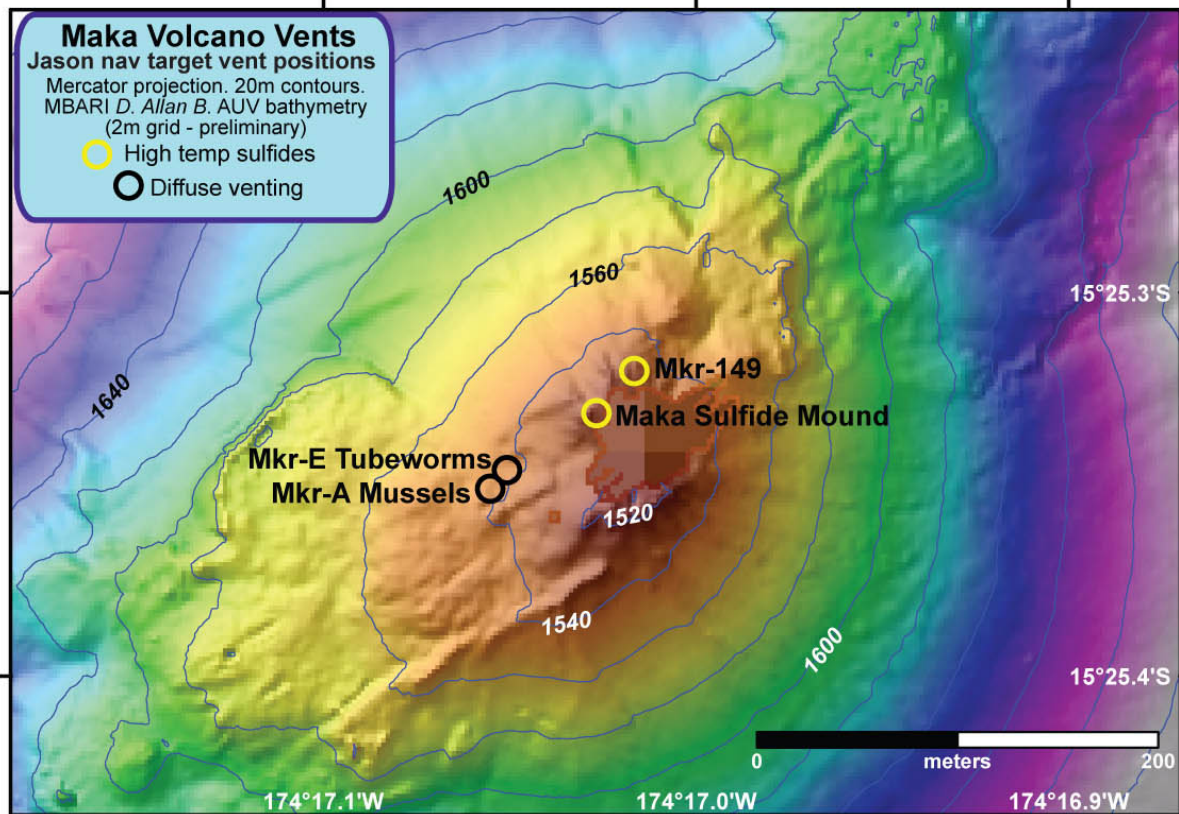 Maka Volcano Vents
Jason nav target vent positions
Mercator projection. 20m contours.
MBARI D. Allan B. AUV bathymetry
(2m grid - preliminary)
High temp sulfides
Diffuse venting
1600
1560
15°25.3'S
1640
Mkr-149
Maka Sulfide Mound
Mkr-E Tubeworms
Mkr-A Mussels
1520
1540
1600
15°25.4'S
0 meters 200
174°17.1'W 174°17.0'W 174°16.9'W